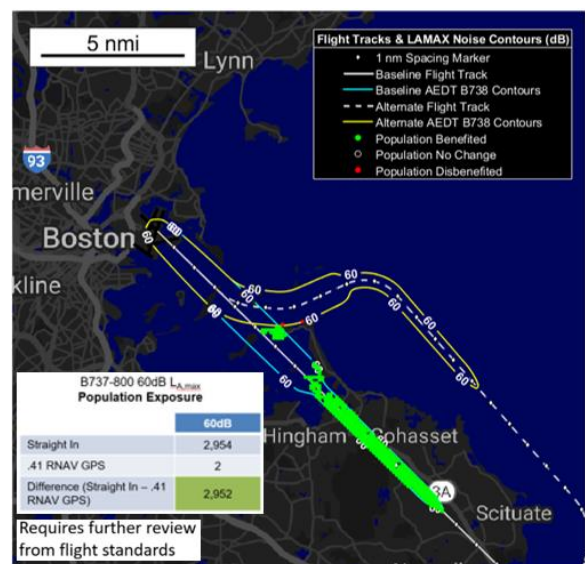 5 nmi
Lynn
Flight Tracks & LAMAX Noise Contours (dB)
1 nm Spacing Marker
Baseline Flight Track
Baseline AEDT B738 Contours
Alternate Flight Track
Alternate AEDT B738 Contours
Population Benefited
Population No Change
Population Disbenefited
93
merville
Boston
kline
60
60
60
60
60
60
60
60
60
B737-800 60dB LA,max
Population Exposure
60dB
Straight In
2,954
.41 RNAV GPS
2
Difference (Straight In – .41
RNAV GPS)
2,952
Hingham
Cohasset
3A
Scituate
Requires further review
from flight standards